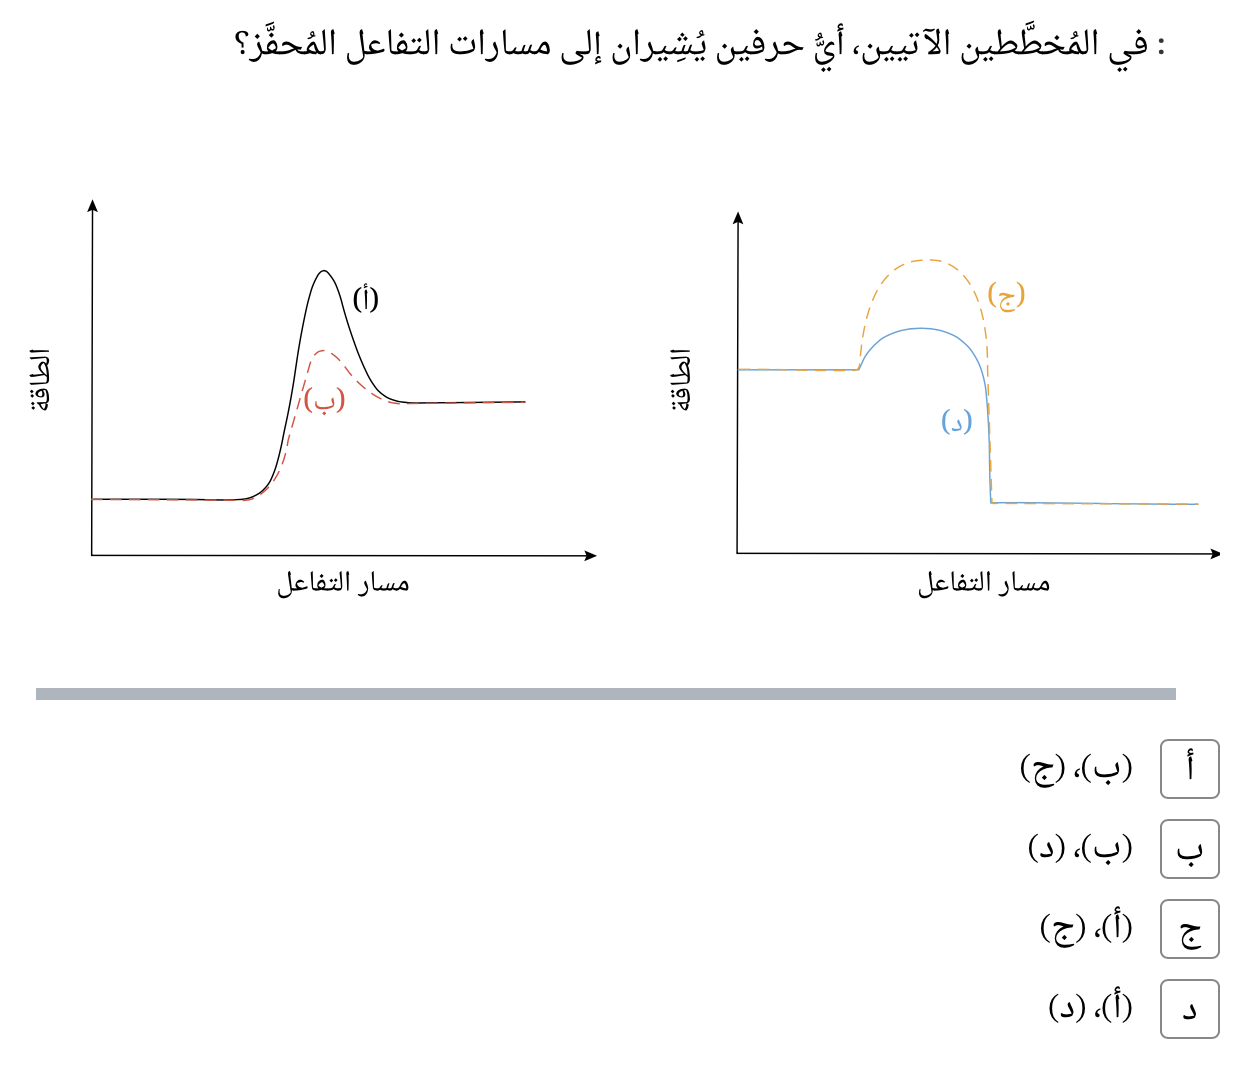 : في المُخطَّطين الآتيين، أيُّ حرفين يُشِيران إلى مسارات التفاعل المُحفَّز؟
الطاقة
(أ)
(ب)
مسار التفاعل
الطاقة
(ج)
(د)
مسار التفاعل
أ (ب)، (ج)
ب (ب)، (د)
ج (أ)، (ج)
د (أ)، (د)